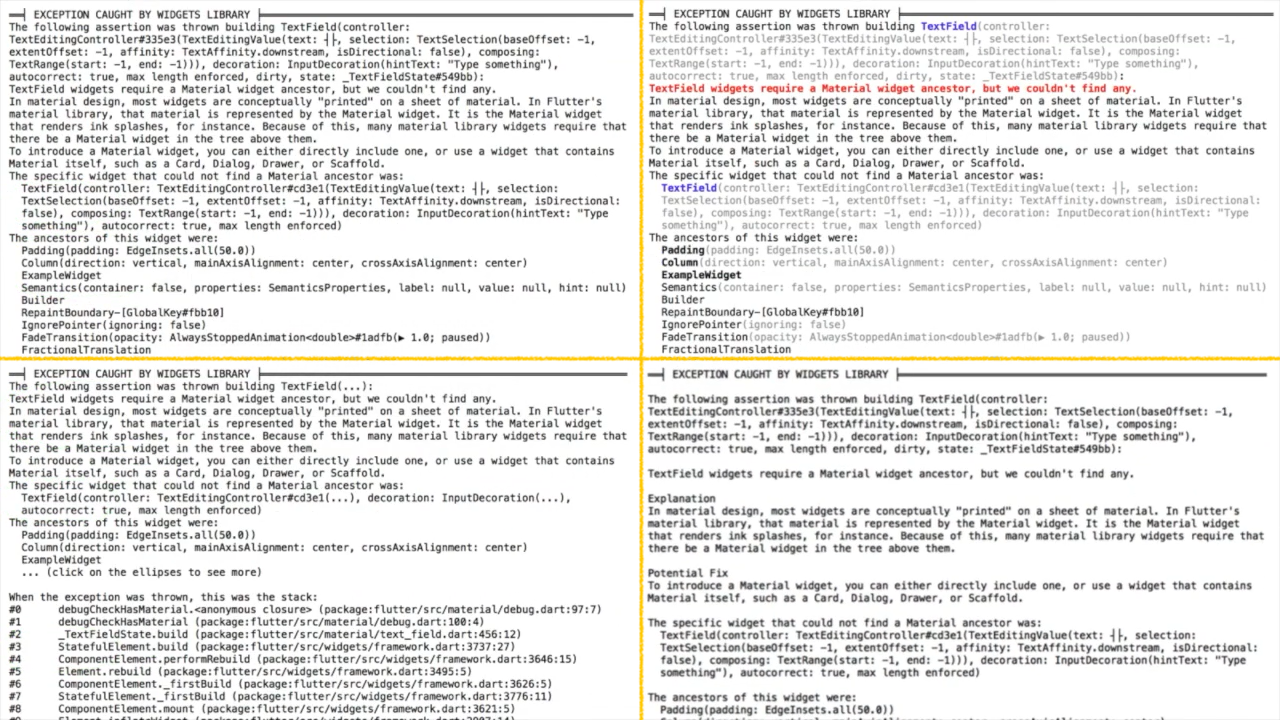 EXCEPTION CAUGHT BY WIDGETS LIBRARY
The following assertion was thrown building TextField(controller:
TextEditingController#335e3(TextEditingValue(text: ┤├, selection: TextSelection(baseOffset: -1,
extentOffset: -1, affinity: TextAffinity.downstream, isDirectional: false), composing:
TextRange(start: -1, end: -1))), decoration: InputDecoration(hintText: "Type something"),
autocorrect: true, max length enforced, dirty, state: _TextFieldState#549bb):
TextField widgets require a Material widget ancestor, but we couldn't find any.
In material design, most widgets are conceptually "printed" on a sheet of material. In Flutter's
material library, that material is represented by the Material widget. It is the Material widget
that renders ink splashes, for instance. Because of this, many material library widgets require that
there be a Material widget in the tree above them.
To introduce a Material widget, you can either directly include one, or use a widget that contains
Material itself, such as a Card, Dialog, Drawer, or Scaffold.
The specific widget that could not find a Material ancestor was:
TextField(controller: TextEditingController#cd3e1(TextEditingValue(text: ┤├, selection:
TextSelection(baseOffset: -1, extentOffset: -1, affinity: TextAffinity.downstream, isDirectional:
false), composing: TextRange(start: -1, end: -1))), decoration: InputDecoration(hintText: "Type
something"), autocorrect: true, max length enforced)
The ancestors of this widget were:
Padding(padding: EdgeInsets.all(50.0))
Column(direction: vertical, mainAxisAlignment: center, crossAxisAlignment: center)
ExampleWidget
Semantics(container: false, properties: SemanticsProperties, label: null, value: null, hint: null)
Builder
RepaintBoundary-[GlobalKey#fbb10]
IgnorePointer(ignoring: false)
FadeTransition(opacity: AlwaysStoppedAnimation<double>#1adfb(▶ 1.0; paused))
FractionalTranslation
EXCEPTION CAUGHT BY WIDGETS LIBRARY
The following assertion was thrown building TextField(controller:
TextEditingController#335e3(TextEditingValue(text: ┤├, selection: TextSelection(baseOffset: -1,
extentOffset: -1, affinity: TextAffinity.downstream, isDirectional: false), composing:
TextRange(start: -1, end: -1))), decoration: InputDecoration(hintText: "Type something"),
autocorrect: true, max length enforced, dirty, state: _TextFieldState#549bb):
TextField widgets require a Material widget ancestor, but we couldn't find any.
In material design, most widgets are conceptually "printed" on a sheet of material. In Flutter's
material library, that material is represented by the Material widget. It is the Material widget
that renders ink splashes, for instance. Because of this, many material library widgets require that
there be a Material widget in the tree above them.
To introduce a Material widget, you can either directly include one, or use a widget that contains
Material itself, such as a Card, Dialog, Drawer, or Scaffold.
The specific widget that could not find a Material ancestor was:
TextField(controller: TextEditingController#cd3e1(TextEditingValue(text: ┤├, selection:
TextSelection(baseOffset: -1, extentOffset: -1, affinity: TextAffinity.downstream, isDirectional:
false), composing: TextRange(start: -1, end: -1))), decoration: InputDecoration(hintText: "Type
something"), autocorrect: true, max length enforced)
The ancestors of this widget were:
Padding(padding: EdgeInsets.all(50.0))
Column(direction: vertical, mainAxisAlignment: center, crossAxisAlignment: center)
ExampleWidget
Semantics(container: false, properties: SemanticsProperties, label: null, value: null, hint: null)
Builder
RepaintBoundary-[GlobalKey#fbb10]
IgnorePointer(ignoring: false)
FadeTransition(opacity: AlwaysStoppedAnimation<double>#1adfb(▶ 1.0; paused))
FractionalTranslation
EXCEPTION CAUGHT BY WIDGETS LIBRARY
The following assertion was thrown building TextField(...):
TextField widgets require a Material widget ancestor, but we couldn't find any.
In material design, most widgets are conceptually "printed" on a sheet of material. In Flutter's
material library, that material is represented by the Material widget. It is the Material widget
that renders ink splashes, for instance. Because of this, many material library widgets require that
there be a Material widget in the tree above them.
To introduce a Material widget, you can either directly include one, or use a widget that contains
Material itself, such as a Card, Dialog, Drawer, or Scaffold.
The specific widget that could not find a Material ancestor was:
TextField(controller: TextEditingController#cd3e1(...), decoration: InputDecoration(...),
autocorrect: true, max length enforced)
The ancestors of this widget were:
Padding(padding: EdgeInsets.all(50.0))
Column(direction: vertical, mainAxisAlignment: center, crossAxisAlignment: center)
ExampleWidget
... (click on the ellipses to see more)
When the exception was thrown, this was the stack:
#0 debugCheckHasMaterial.<anonymous closure> (package:flutter/src/material/debug.dart:97:7)
#1 debugCheckHasMaterial (package:flutter/src/material/debug.dart:100:4)
#2 _TextFieldState.build (package:flutter/src/material/text_field.dart:456:12)
#3 StatefulElement.build (package:flutter/src/widgets/framework.dart:3737:27)
#4 ComponentElement.performRebuild (package:flutter/src/widgets/framework.dart:3646:15)
#5 Element.rebuild (package:flutter/src/widgets/framework.dart:3495:5)
#6 ComponentElement._firstBuild (package:flutter/src/widgets/framework.dart:3626:5)
#7 StatefulElement._firstBuild (package:flutter/src/widgets/framework.dart:3776:11)
#8 ComponentElement.mount (package:flutter/src/widgets/framework.dart:3621:5)
EXCEPTION CAUGHT BY WIDGETS LIBRARY
The following assertion was thrown building TextField(controller:
TextEditingController#335e3(TextEditingValue(text: ┤├, selection: TextSelection(baseOffset: -1,
extentOffset: -1, affinity: TextAffinity.downstream, isDirectional: false), composing:
TextRange(start: -1, end: -1))), decoration: InputDecoration(hintText: "Type something"),
autocorrect: true, max length enforced, dirty, state: _TextFieldState#549bb):
TextField widgets require a Material widget ancestor, but we couldn't find any.
Explanation
In material design, most widgets are conceptually "printed" on a sheet of material. In Flutter's
material library, that material is represented by the Material widget. It is the Material widget
that renders ink splashes, for instance. Because of this, many material library widgets require that
there be a Material widget in the tree above them.
Potential Fix
To introduce a Material widget, you can either directly include one, or use a widget that contains
Material itself, such as a Card, Dialog, Drawer, or Scaffold.
The specific widget that could not find a Material ancestor was:
TextField(controller: TextEditingController#cd3e1(TextEditingValue(text: ┤├, selection:
TextSelection(baseOffset: -1, extentOffset: -1, affinity: TextAffinity.downstream, isDirectional:
false), composing: TextRange(start: -1, end: -1))), decoration: InputDecoration(hintText: "Type
something"), autocorrect: true, max length enforced)
The ancestors of this widget were:
Padding(padding: EdgeInsets.all(50.0))